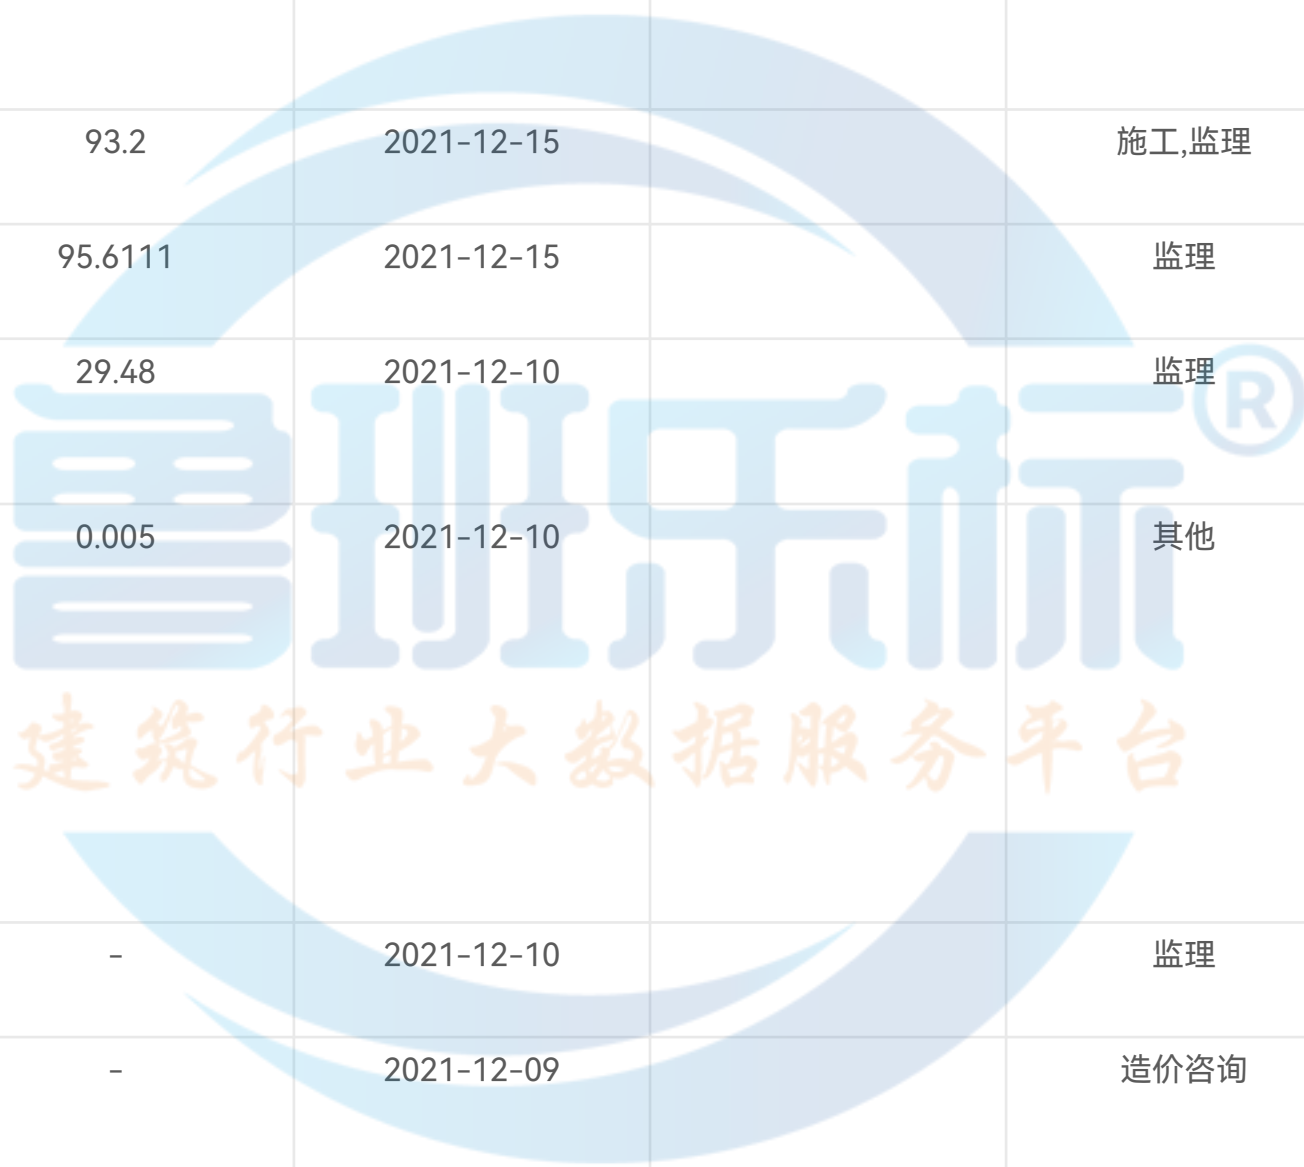 93.2 2021-12-15 施工,监理
95.6111 2021-12-15 监理
29.48 2021-12-10 监理
鲁班乐标®
0.005 2021-12-10 其他
建筑行业大数据服务平台
- 2021-12-10 监理
- 2021-12-09 造价咨询